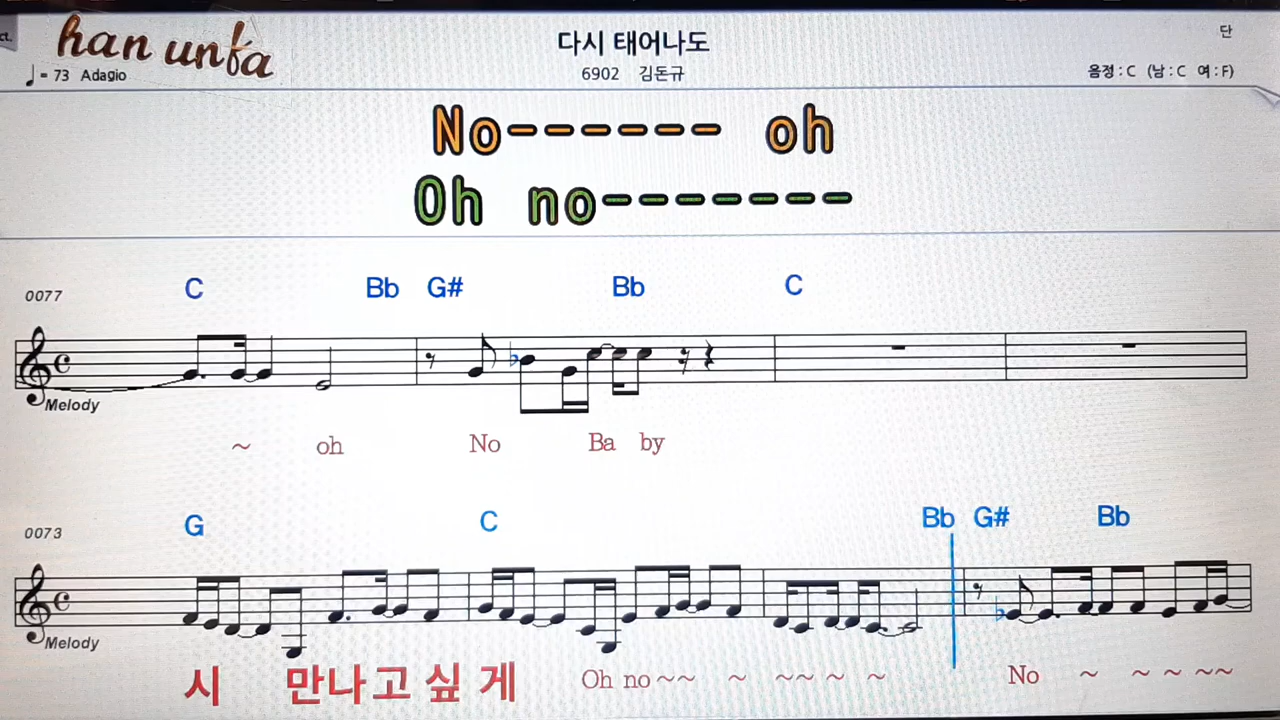 ct.
han unfa
다시 태어나도
단
♩ = 73 Adagio
6902 김돈규
음정 : C (남 : C 여 : F)
No------ oh
Oh no-------
0077 C Bb G# Bb C
Melody
~ oh No Ba by
0073 G C Bb G# Bb
Melody
시 만나고 싶 게 Oh no~~ ~ ~~ ~ ~ No ~ ~ ~ ~~